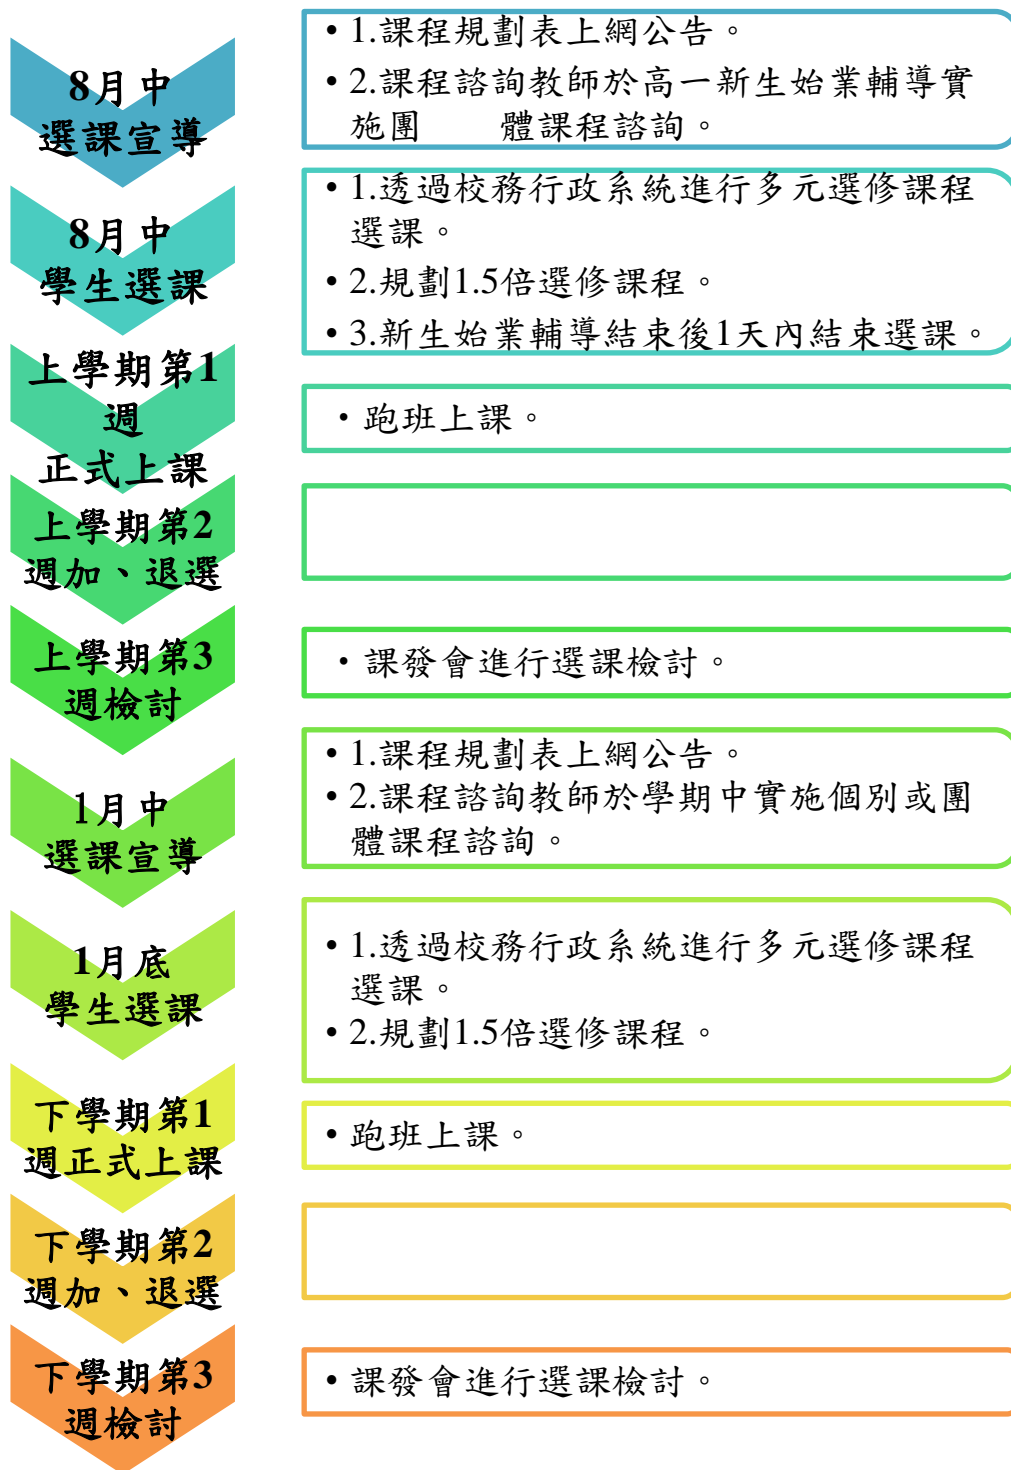 8月中
選課宣導
• 1.課程規劃表上網公告。
• 2.課程諮詢教師於高一新生始業輔導實
施團 體課程諮詢。
8月中
學生選課
• 1.透過校務行政系統進行多元選修課程
選課。
• 2.規劃1.5倍選修課程。
• 3.新生始業輔導結束後1天內結束選課。
上學期第1
週
正式上課
• 跑班上課。
上學期第2
週加、退選
上學期第3
週檢討
• 課發會進行選課檢討。
1月中
選課宣導
• 1.課程規劃表上網公告。
• 2.課程諮詢教師於學期中實施個別或團
體課程諮詢。
1月底
學生選課
• 1.透過校務行政系統進行多元選修課程
選課。
• 2.規劃1.5倍選修課程。
下學期第1
週正式上課
• 跑班上課。
下學期第2
週加、退選
下學期第3
週檢討
• 課發會進行選課檢討。